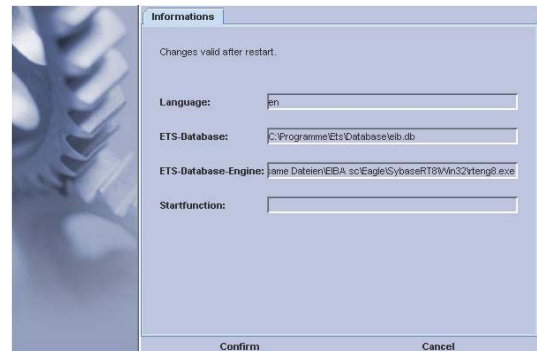 Informations
Changes valid after restart.
Language: en
ETS-Database: C:\Programme\Ets\Database\eib.db
ETS-Database-Engine: same Dateien\EIBA sc\Eagle\SybaseRT8\Win32\rteng8.exe
Startfunction:
Confirm Cancel